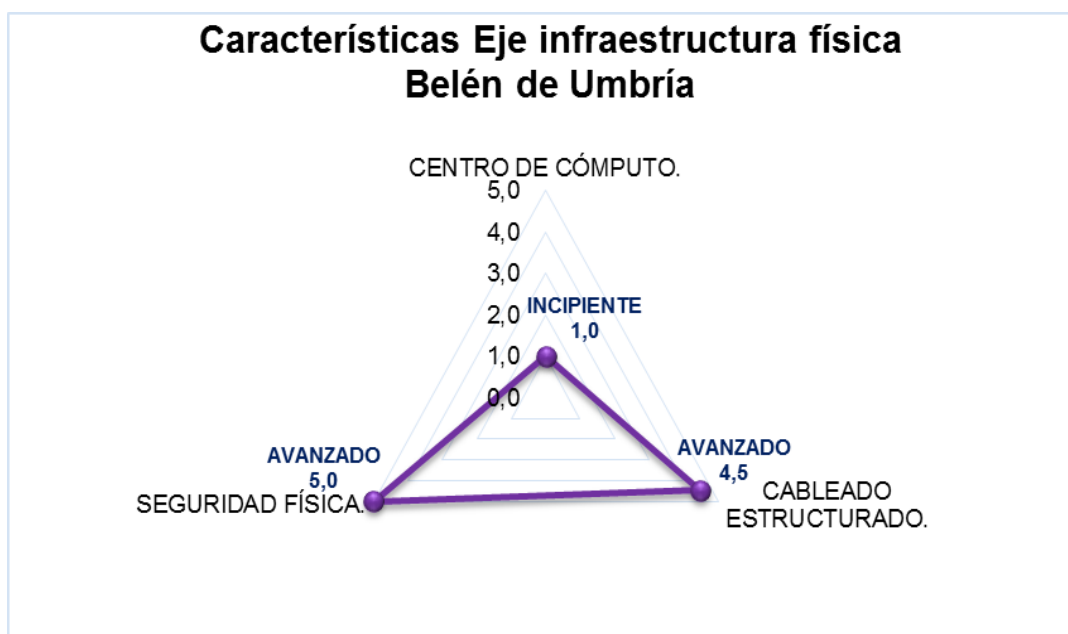 Características Eje infraestructura física
Belén de Umbría
CENTRO DE CÓMPUTO.
5,0
4,0
3,0
2,0
1,0
0,0
INCIPIENTE
1,0
AVANZADO
4,5
CABLEADO
ESTRUCTURADO.
AVANZADO
5,0
SEGURIDAD FÍSICA.